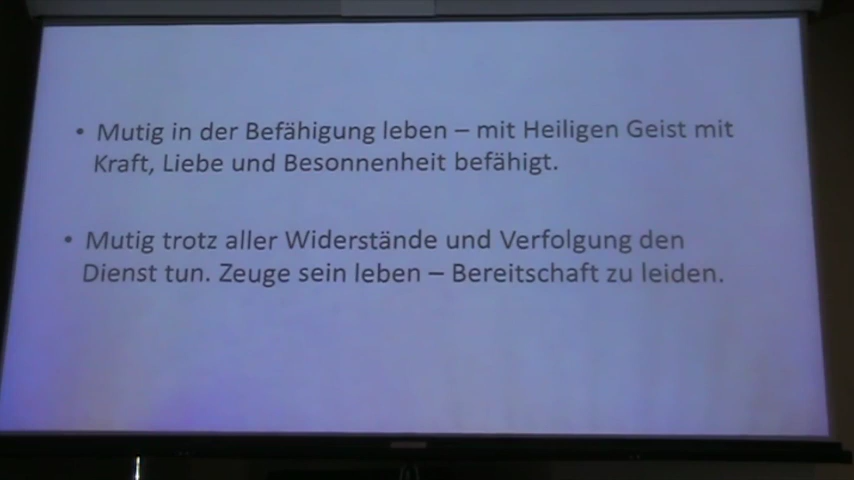 • Mutig in der Befähigung leben – mit Heiligen Geist mit
Kraft, Liebe und Besonnenheit befähigt.
• Mutig trotz aller Widerstände und Verfolgung den
Dienst tun. Zeuge sein leben – Bereitschaft zu leiden.